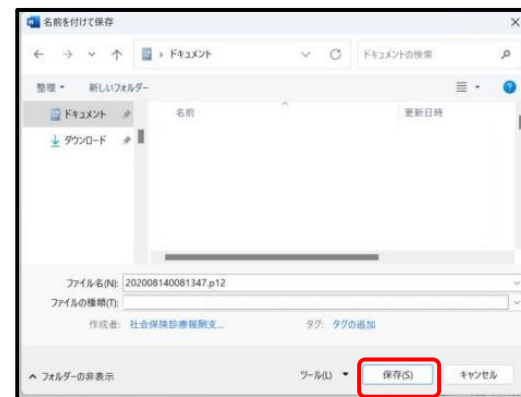 名前を付けて保存
ドキュメント
ドキュメントの検索
整理 新しいフォルダー
ドキュメント
ダウンロード
名前 更新日時
ファイル名(N): 202008140081347.p12
ファイルの種類(T):
作成者: 社会保険診療報酬支...
タグ: タグの追加
フォルダーの非表示
ツール(L) 保存(S) キャンセル